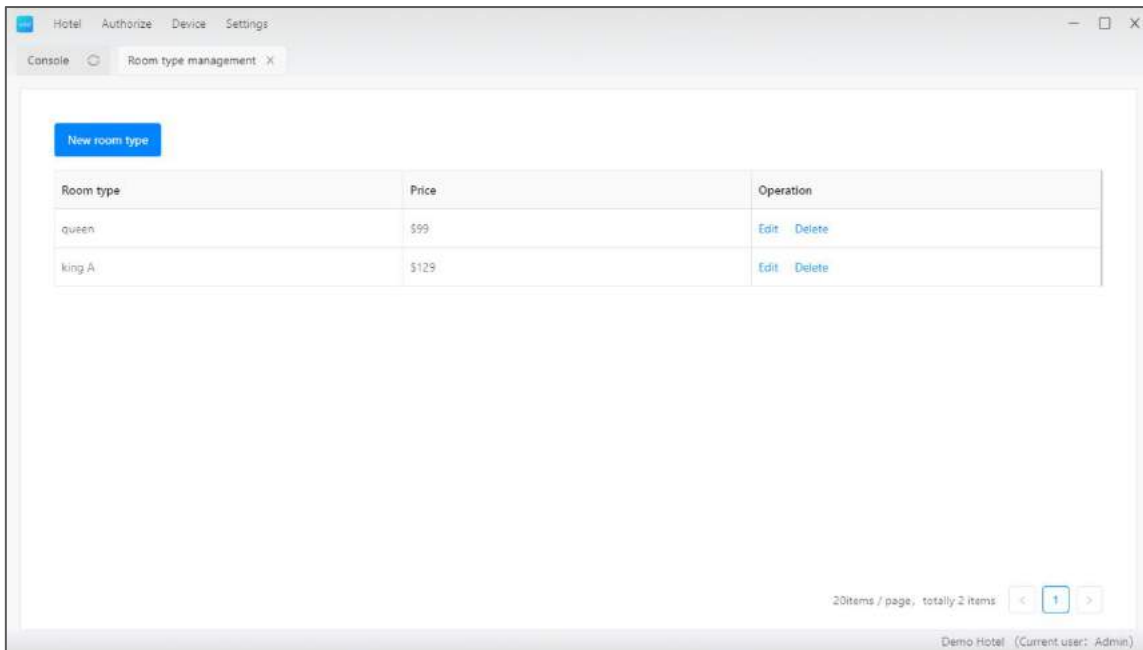 Hotel Authorize Device Settings
Console Room type management
New room type
Room type Price Operation
queen $99 Edit Delete
king A $129 Edit Delete
20items / page, totally 2 items < 1 >
Demo Hotel (Current user: Admin)